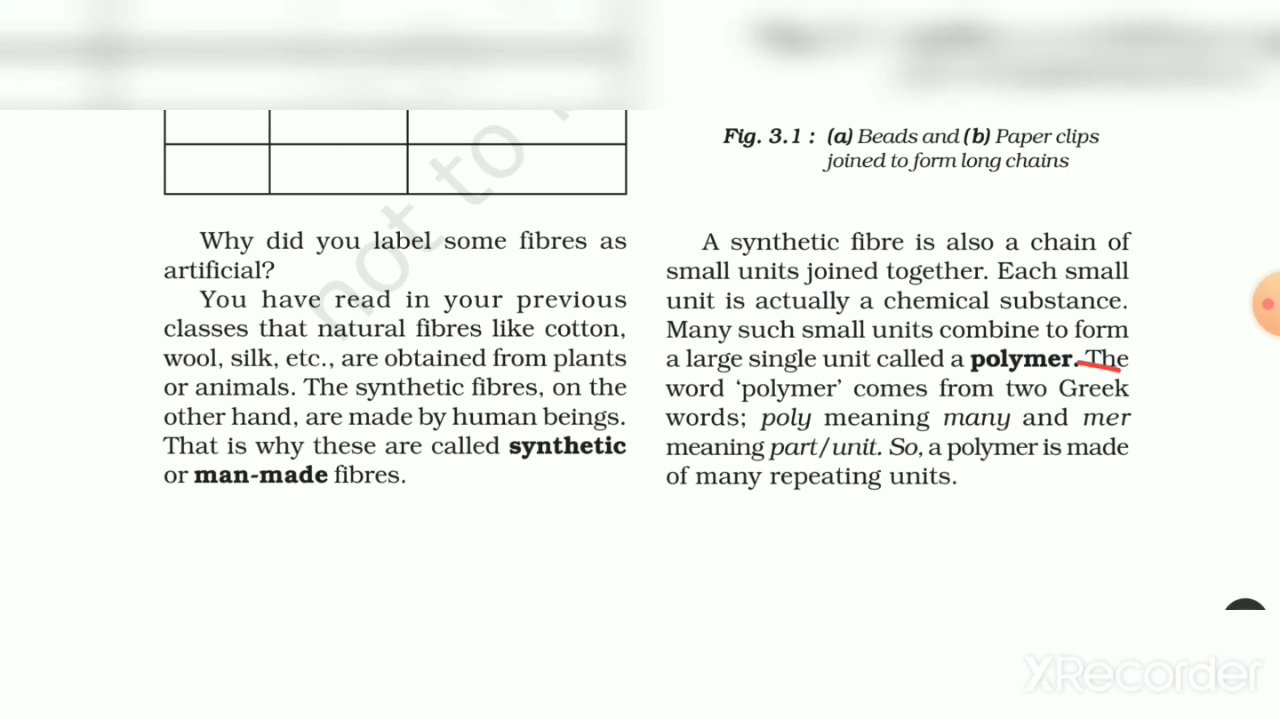 Fig. 3.1 : (a) Beads and (b) Paper clips
joined to form long chains
not to
Why did you label some fibres as
artificial?
You have read in your previous
classes that natural fibres like cotton,
wool, silk, etc., are obtained from plants
or animals. The synthetic fibres, on the
other hand, are made by human beings.
That is why these are called synthetic
or man-made fibres.
A synthetic fibre is also a chain of
small units joined together. Each small
unit is actually a chemical substance.
Many such small units combine to form
a large single unit called a polymer. The
word ‘polymer’ comes from two Greek
words; poly meaning many and mer
meaning part/unit. So, a polymer is made
of many repeating units.
XRecorder